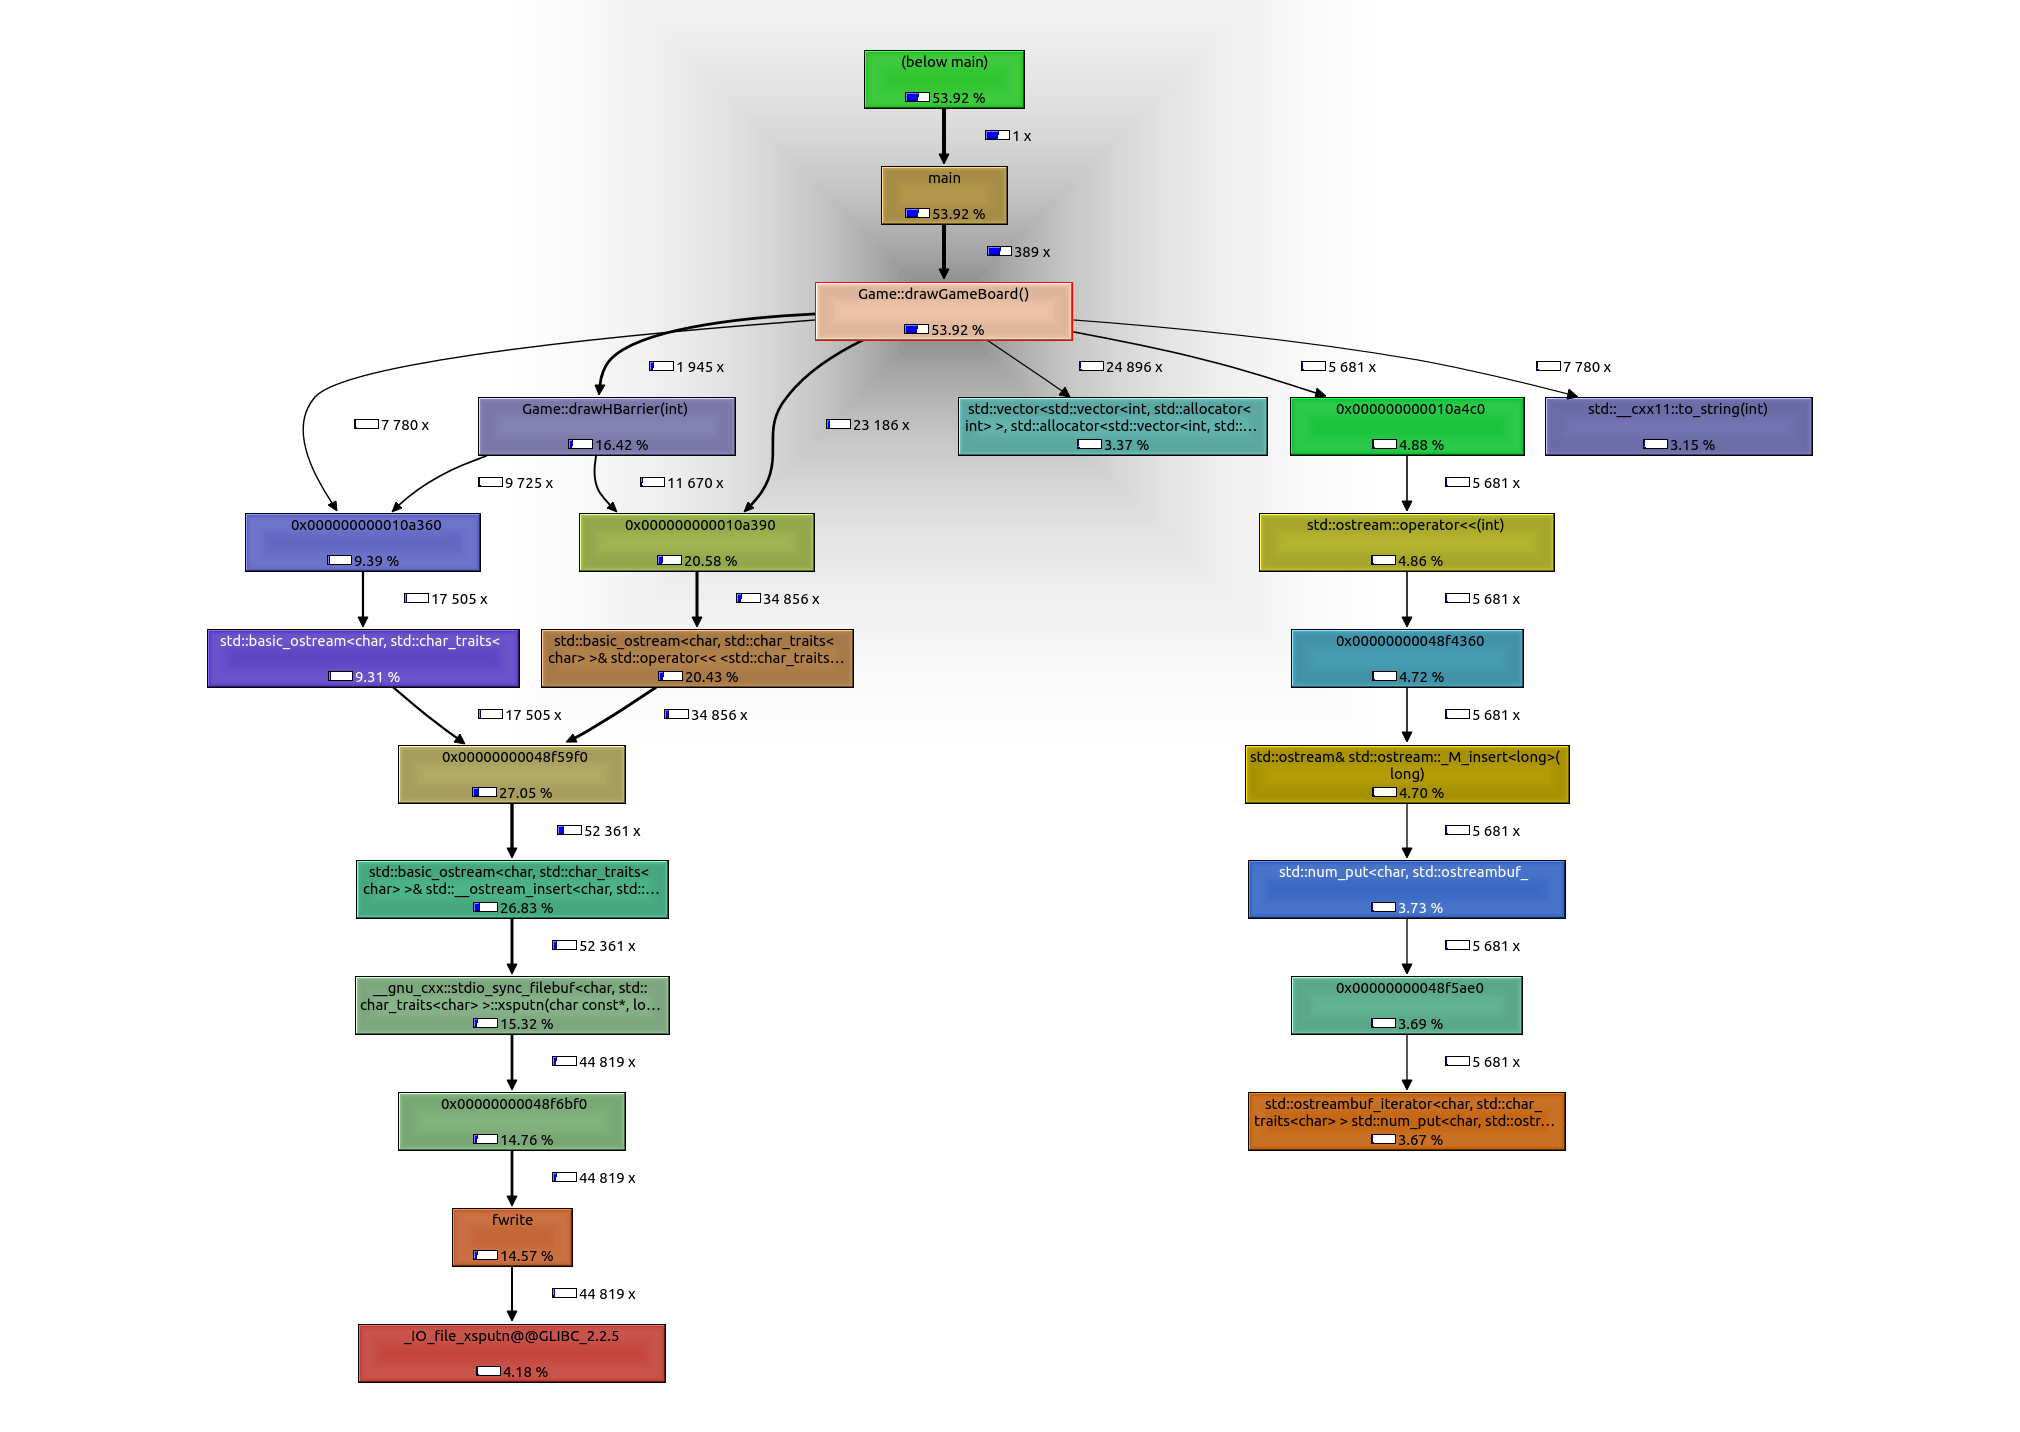 (below main)
53.92 %
1 x
main
53.92 %
389 x
Game::drawGameBoard()
53.92 %
1 945 x
24 896 x
5 681 x
7 780 x
7 780 x
Game::drawHBarrier(int)
16.42 %
23 186 x
std::vector<std::vector<int, std::allocator<
int> >, std::allocator<std::vector<int, std::...
3.37 %
0x000000000010a4c0
4.88 %
std::__cxx11::to_string(int)
3.15 %
9 725 x
11 670 x
5 681 x
0x000000000010a360
9.39 %
0x000000000010a390
20.58 %
std::ostream::operator<<(int)
4.86 %
17 505 x
34 856 x
5 681 x
std::basic_ostream<char, std::char_traits<
9.31 %
std::basic_ostream<char, std::char_traits<
char> >& std::operator<< <std::char_traits...
20.43 %
0x00000000048f4360
4.72 %
17 505 x
34 856 x
5 681 x
0x00000000048f59f0
27.05 %
std::ostream& std::ostream::_M_insert<long>(
long)
4.70 %
52 361 x
5 681 x
std::basic_ostream<char, std::char_traits<
char> >& std::__ostream_insert<char, std::...
26.83 %
std::num_put<char, std::ostreambuf_
3.73 %
52 361 x
5 681 x
__gnu_cxx::stdio_sync_filebuf<char, std::
char_traits<char> >::xsputn(char const*, lo...
15.32 %
0x00000000048f5ae0
3.69 %
44 819 x
5 681 x
0x00000000048f6bf0
14.76 %
std::ostreambuf_iterator<char, std::char_
traits<char> > std::num_put<char, std::ostr...
3.67 %
44 819 x
fwrite
14.57 %
44 819 x
_IO_file_xsputn@@GLIBC_2.2.5
4.18 %